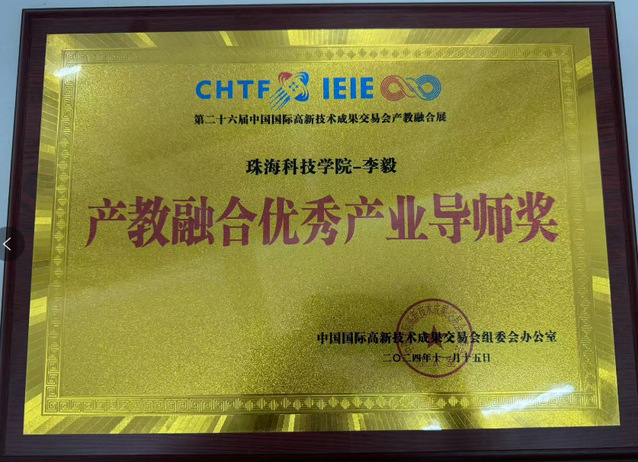 CHTF IEIE
第二十六届中国国际高新技术成果交易会产教融合展
珠海科技学院-李毅
产教融合优秀产业导师奖
中国国际高新技术成果交易会组委会办公室
二〇二四年十一月十五日